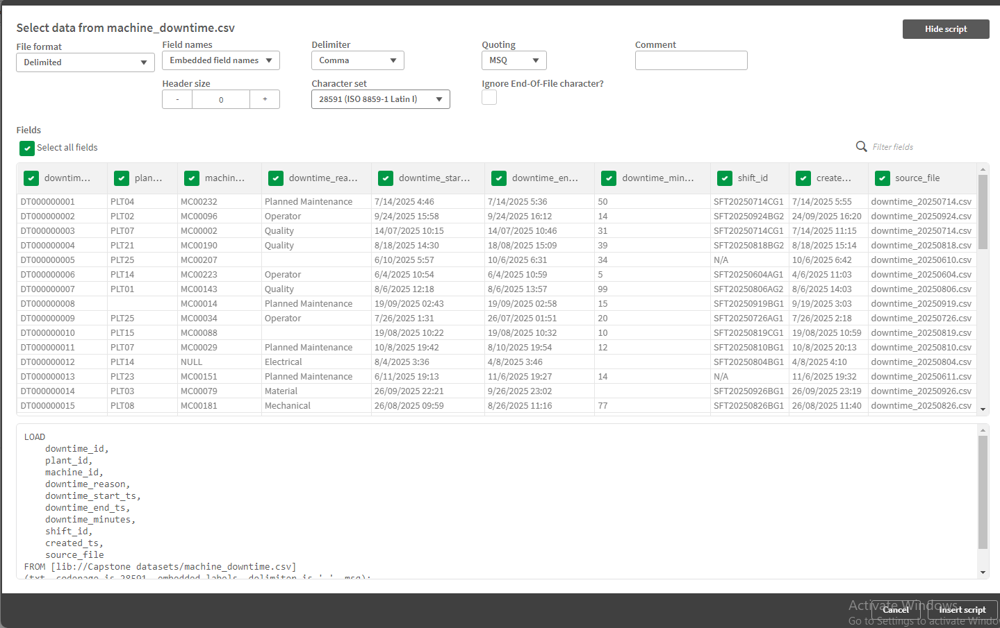 Select data from machine_downtime.csv
Hide script
File format
Field names
Delimiter
Quoting
Comment
Delimited
Embedded field names
Comma
MSQ
Header size
Character set
Ignore End-Of-File character?
- 0 +
28591 (ISO 8859-1 Latin I)
Fields
Select all fields
Filter fields
downtim... plan... machin... downtime_rea... downtime_star... downtime_en... downtime_min... shift_id create... source_file
DT000000001 PLT04 MC00232 Planned Maintenance 7/14/2025 4:46 7/14/2025 5:36 50 SFT20250714CG1 7/14/2025 5:55 downtime_20250714.csv
DT000000002 PLT02 MC00096 Operator 9/24/2025 15:58 9/24/2025 16:12 14 SFT20250924BG2 24/09/2025 16:20 downtime_20250924.csv
DT000000003 PLT07 MC00002 Quality 14/07/2025 10:15 14/07/2025 10:46 31 SFT20250714CG1 7/14/2025 11:15 downtime_20250714.csv
DT000000004 PLT21 MC00190 Quality 8/18/2025 14:30 18/08/2025 15:09 39 SFT20250818BG2 8/18/2025 15:14 downtime_20250818.csv
DT000000005 PLT25 MC00207 6/10/2025 5:57 10/6/2025 6:31 34 N/A 10/6/2025 6:42 downtime_20250610.csv
DT000000006 PLT14 MC00223 Operator 6/4/2025 10:54 6/4/2025 10:59 5 SFT20250604AG1 4/6/2025 11:03 downtime_20250604.csv
DT000000007 PLT01 MC00143 Quality 8/6/2025 12:18 8/6/2025 13:57 99 SFT20250806AG2 8/6/2025 14:03 downtime_20250806.csv
DT000000008 MC00014 Planned Maintenance 19/09/2025 02:43 19/09/2025 02:58 15 SFT20250919BG1 9/19/2025 3:03 downtime_20250919.csv
DT000000009 PLT25 MC00034 Operator 7/26/2025 1:31 26/07/2025 01:51 20 SFT20250726AG1 7/26/2025 2:18 downtime_20250726.csv
DT000000010 PLT15 MC00088 19/08/2025 10:22 19/08/2025 10:32 10 SFT20250819CG1 19/08/2025 10:59 downtime_20250819.csv
DT000000011 PLT07 MC00029 Planned Maintenance 10/8/2025 19:42 8/10/2025 19:54 12 SFT20250810BG1 10/8/2025 20:13 downtime_20250810.csv
DT000000012 PLT14 NULL Electrical 8/4/2025 3:36 4/8/2025 3:46 SFT20250804BG1 4/8/2025 4:10 downtime_20250804.csv
DT000000013 PLT23 MC00151 Planned Maintenance 6/11/2025 19:13 11/6/2025 19:27 14 N/A 11/6/2025 19:32 downtime_20250611.csv
DT000000014 PLT03 MC00079 Material 26/09/2025 22:21 9/26/2025 23:02 SFT20250926BG1 26/09/2025 23:19 downtime_20250926.csv
DT000000015 PLT08 MC00181 Mechanical 26/08/2025 09:59 8/26/2025 11:16 77 SFT20250826BG1 26/08/2025 11:40 downtime_20250826.csv
LOAD
downtime_id,
plant_id,
machine_id,
downtime_reason,
downtime_start_ts,
downtime_end_ts,
downtime_minutes,
shift_id,
created_ts,
source_file
FROM [lib://Capstone datasets/machine_downtime.csv]
(txt, codepage is 28591, embedded labels, delimiter is ',', msq);
Activate Windows
Cancel
Insert script
Go to Settings to activate Windo